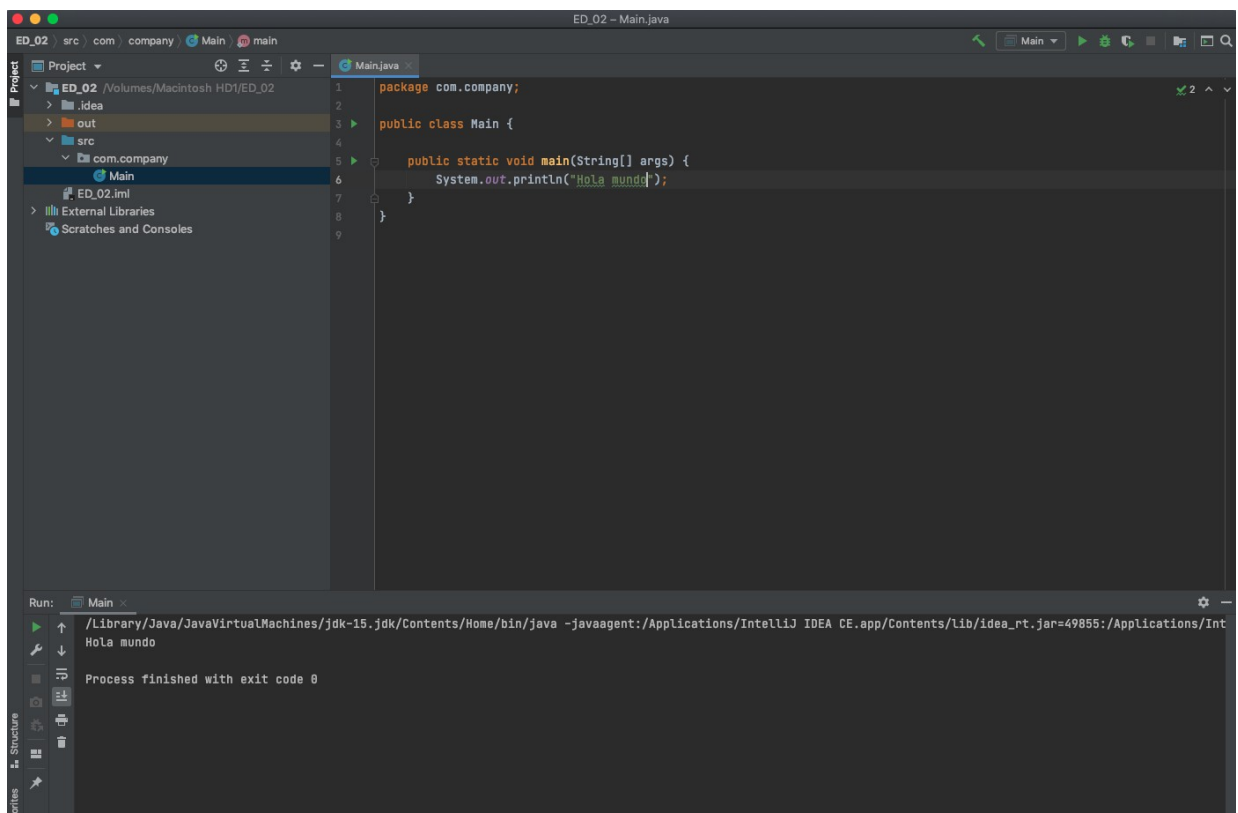 ED_02 – Main.java
ED_02 src com company Main main
Main
Project
Project
Main.java
ED_02 /Volumes/Macintosh HD1/ED_02
.idea
out
src
com.company
Main
ED_02.iml
External Libraries
Scratches and Consoles
1 package com.company;
2
3 public class Main {
4
5 public static void main(String[] args) {
6 System.out.println("Hola mundo");
7 }
8 }
9
2
Run: Main
/Library/Java/JavaVirtualMachines/jdk-15.jdk/Contents/Home/bin/java -javaagent:/Applications/IntelliJ IDEA CE.app/Contents/lib/idea_rt.jar=49855:/Applications/Int
Hola mundo
Process finished with exit code 0
Structure